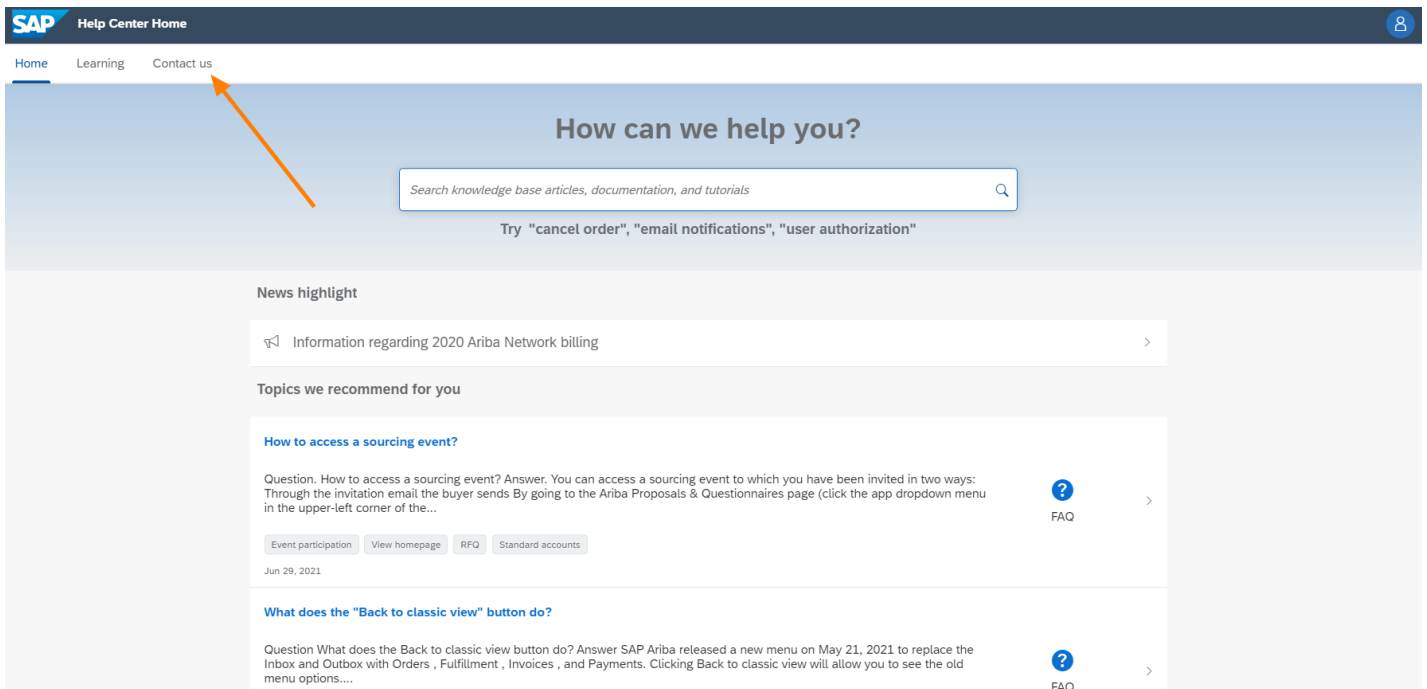 SAP Help Center Home
Home Learning Contact us
How can we help you?
Search knowledge base articles, documentation, and tutorials
Try "cancel order", "email notifications", "user authorization"
News highlight
Information regarding 2020 Ariba Network billing
Topics we recommend for you
How to access a sourcing event?
Question. How to access a sourcing event? Answer. You can access a sourcing event to which you have been invited in two ways:
Through the invitation email the buyer sends By going to the Ariba Proposals & Questionnaires page (click the app dropdown menu
in the upper-left corner of the...
?
FAQ
Event participation View homepage RFQ Standard accounts
Jun 29, 2021
What does the "Back to classic view" button do?
Question What does the Back to classic view button do? Answer SAP Ariba released a new menu on May 21, 2021 to replace the
Inbox and Outbox with Orders , Fulfillment , Invoices , and Payments. Clicking Back to classic view will allow you to see the old
menu options....
?
FAQ